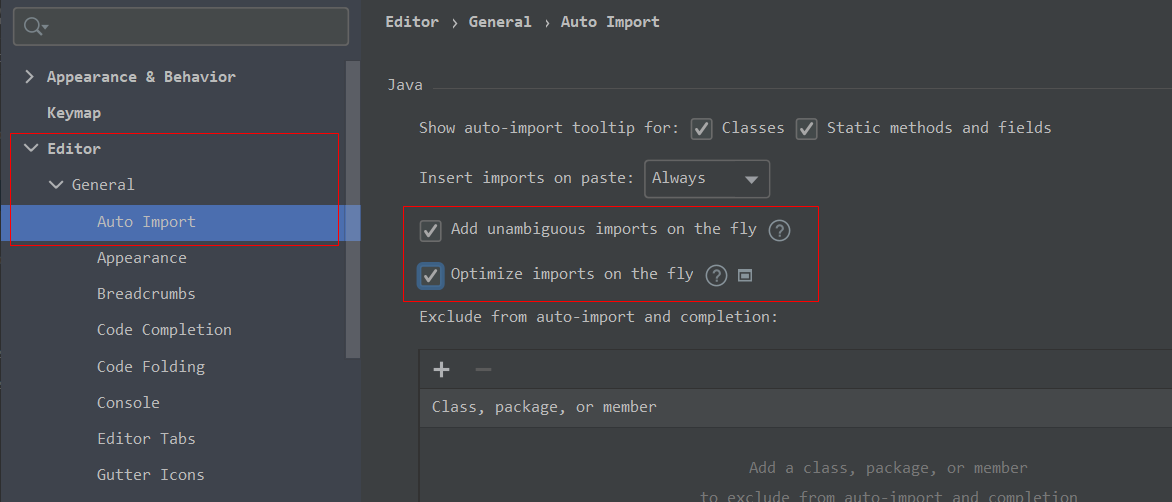 Editor › General › Auto Import
Appearance & Behavior
Keymap
Editor
General
Auto Import
Appearance
Breadcrumbs
Code Completion
Code Folding
Console
Editor Tabs
Gutter Icons
Java
Show auto-import tooltip for: Classes Static methods and fields
Insert imports on paste: Always
Add unambiguous imports on the fly ?
Optimize imports on the fly ?
Exclude from auto-import and completion:
+ −
Class, package, or member
Add a class, package, or member
to exclude from auto-import and completion